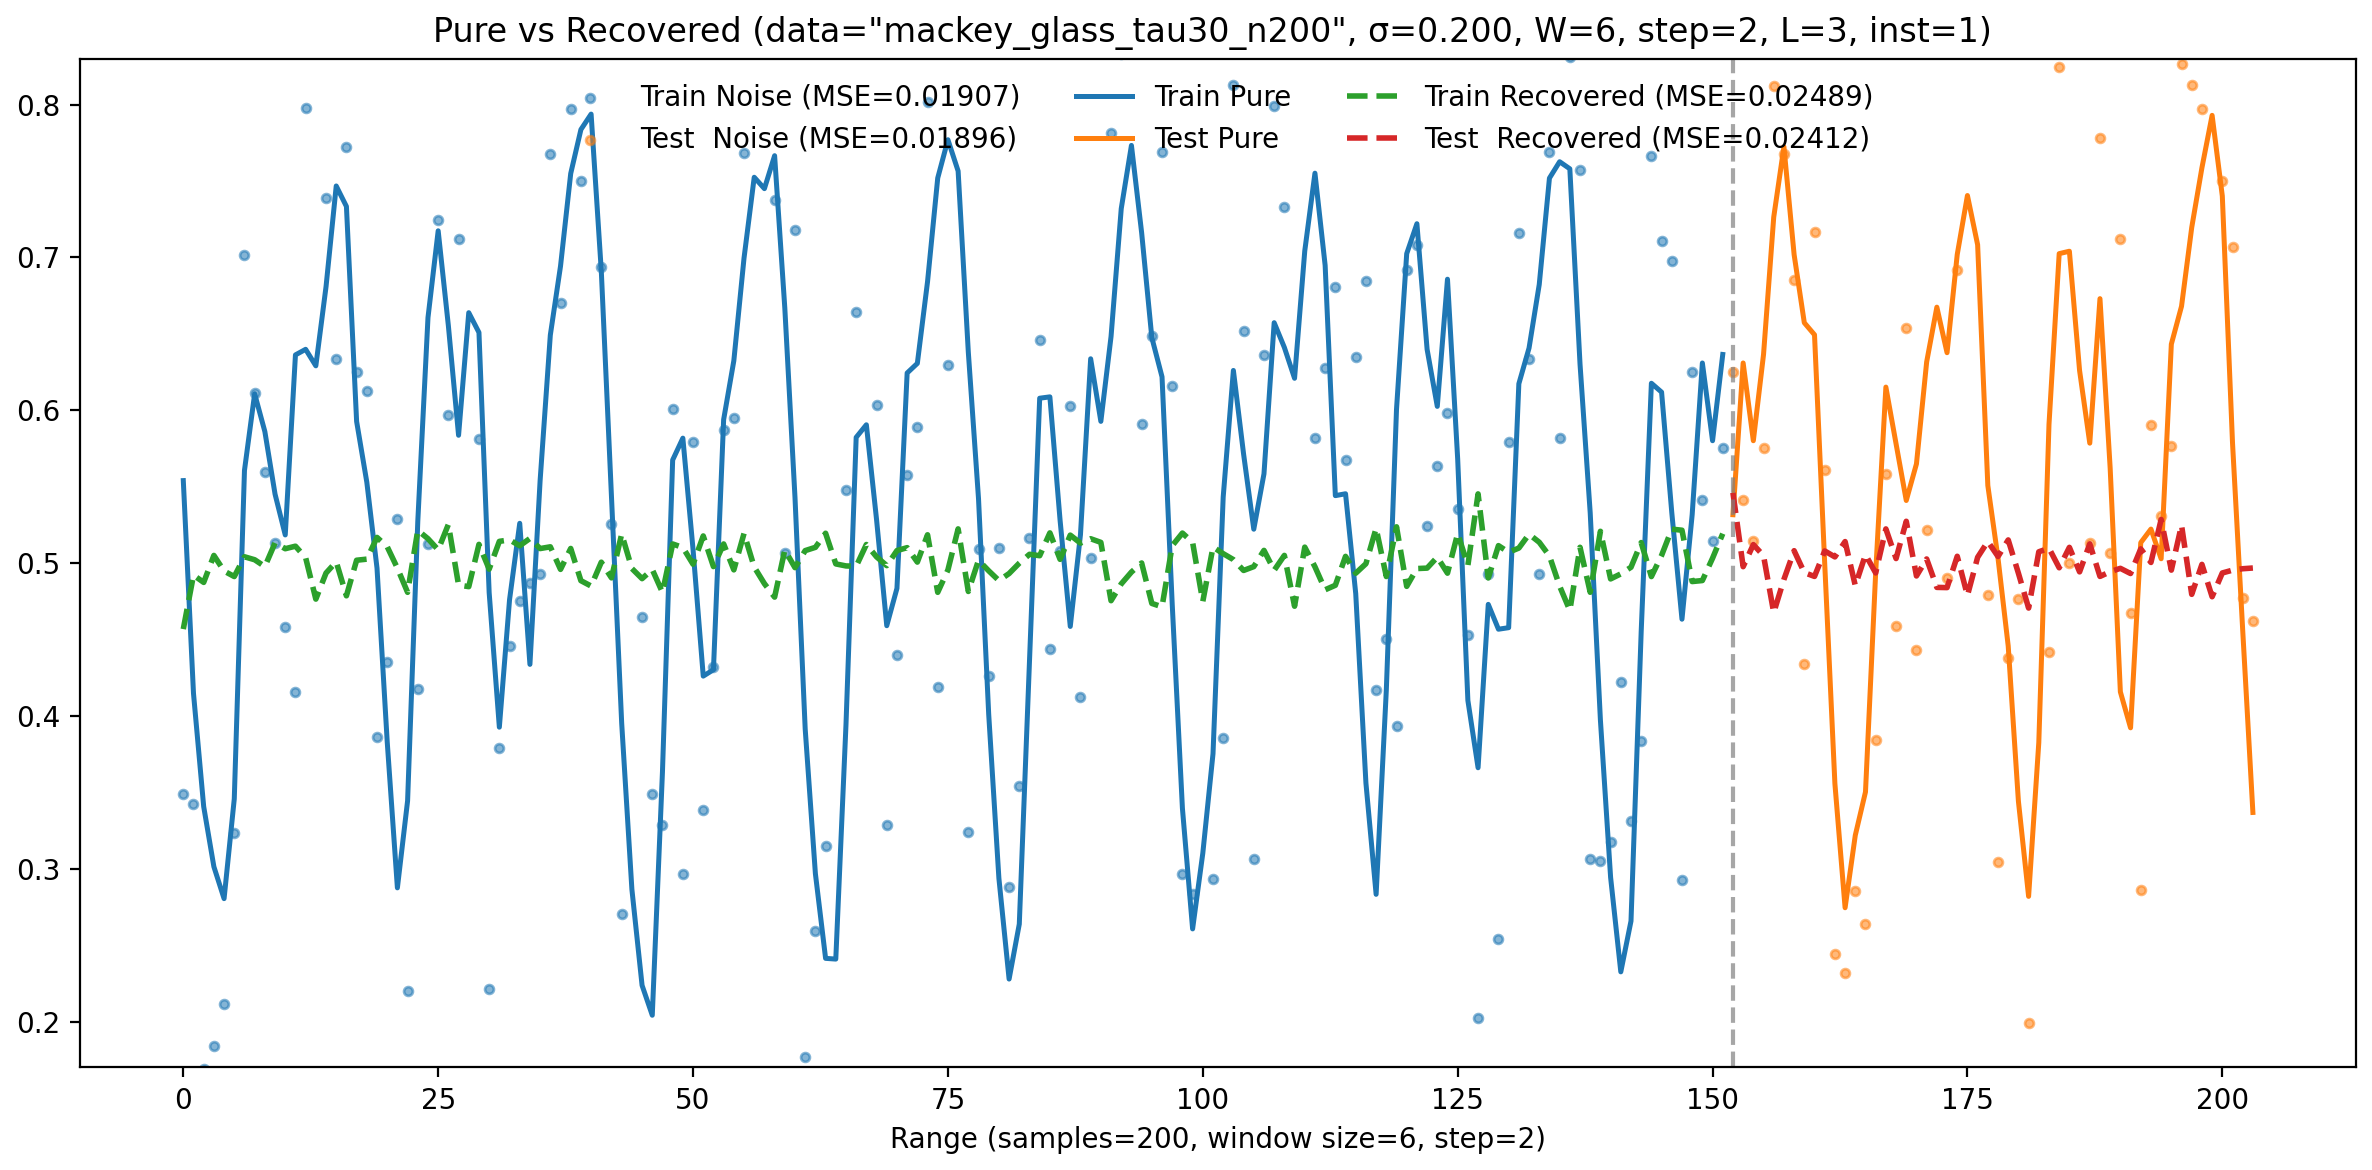 Pure vs Recovered (data="mackey_glass_tau30_n200", σ=0.200, W=6, step=2, L=3, inst=1)
Train Noise (MSE=0.01907) Train Pure Train Recovered (MSE=0.02489)
Test  Noise (MSE=0.01896) Test Pure Test  Recovered (MSE=0.02412)
0.8
0.7
0.6
0.5
0.4
0.3
0.2
0 25 50 75 100 125 150 175 200
Range (samples=200, window size=6, step=2)